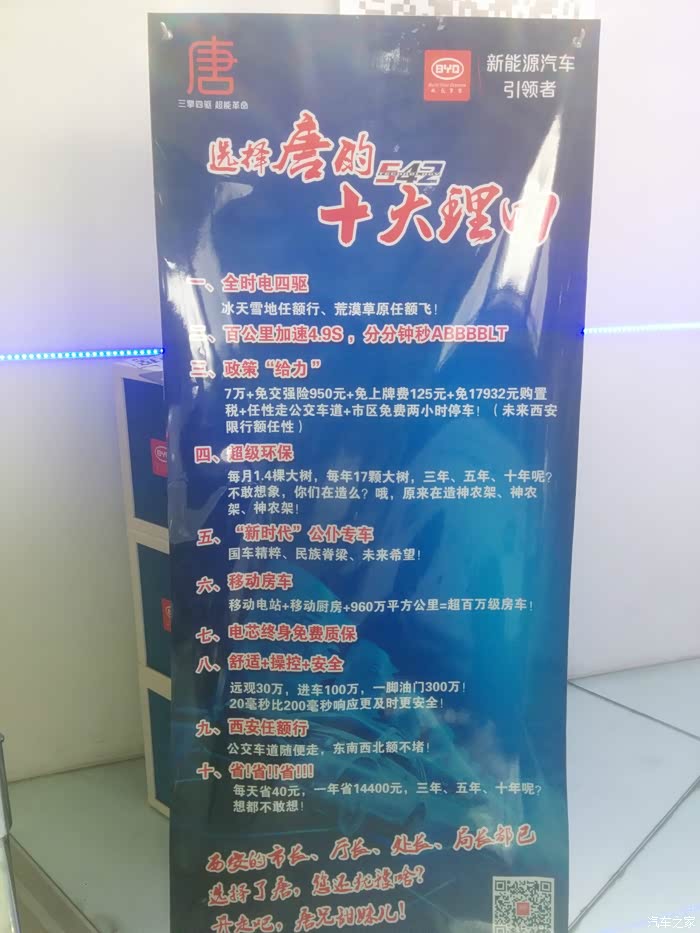 唐
三擎四驱 超能革命
BYD
Build Your Dreams
新能源汽车
引领者
选择唐的
542
十大理由
一、全时电四驱
冰天雪地任额行、荒漠草原任额飞！
二、百公里加速4.9S，分分钟秒ABBBBLT
三、政策“给力”
7万+免交强险950元+免上牌费125元+免17932元购置
税+任性走公交车道+市区免费两小时停车！（未来西安
限行额任性）
四、超级环保
每月1.4棵大树，每年17颗大树，三年、五年、十年呢？
不敢想象，你们在造么？哦，原来在造神农架、神农
架、神农架！
五、“新时代”公仆专车
国车精粹、民族脊梁、未来希望！
六、移动房车
移动电站+移动厨房+960万平方公里=超百万级房车！
七、电芯终身免费质保
八、舒适+操控+安全
远观30万，进车100万，一脚油门300万！
20毫秒比200毫秒响应更及时更安全！
九、西安任额行
公交车道随便走，东南西北额不堵！
十、省!省!!省!!!
每天省40元，一年省14400元，三年、五年、十年呢？
想都不敢想！
西安的市长、厅长、处长、局长都已
选择了唐，您还犹豫啥？
开走吧，唐兄甜妹儿！
BYD
汽车之家